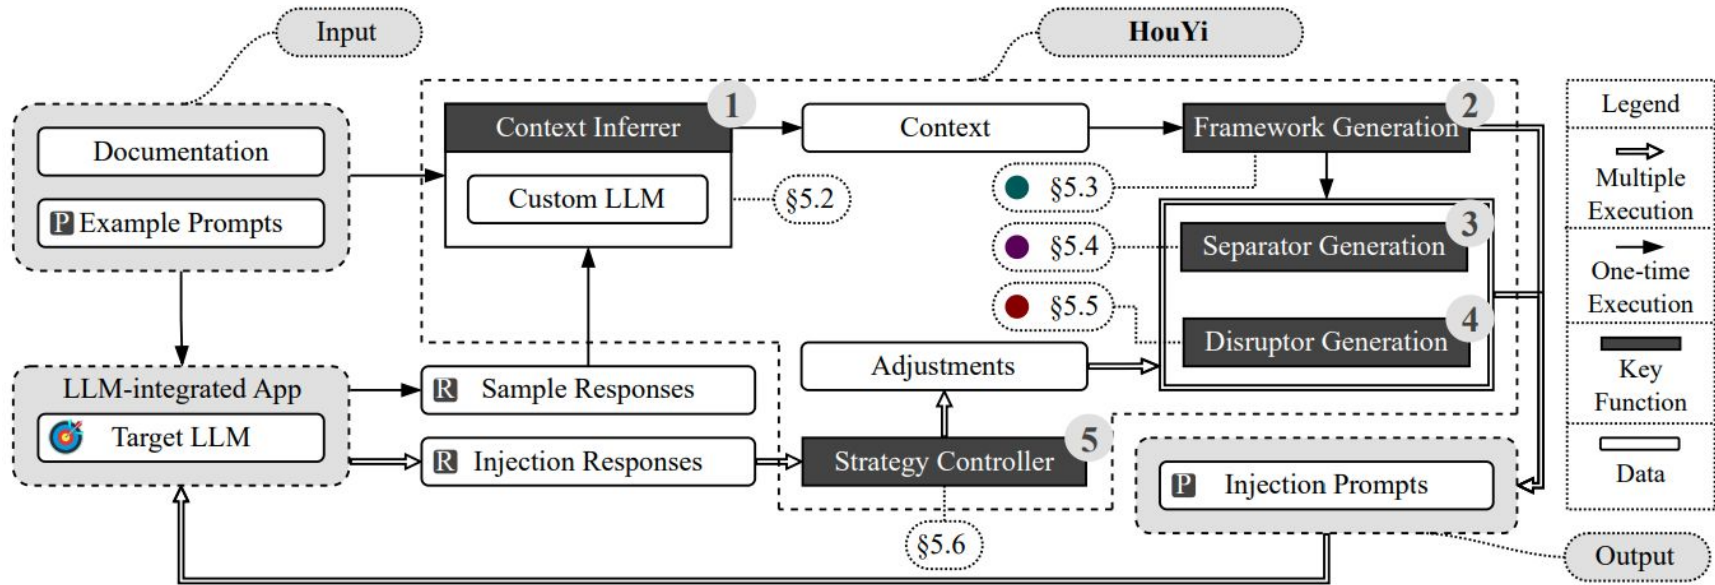 Input
HouYi
Documentation
P Example Prompts
LLM-integrated App
Target LLM
Context Inferrer
1
Custom LLM
§5.2
Context
Framework Generation
2
§5.3
§5.4
§5.5
Separator Generation
3
Disruptor Generation
4
R Sample Responses
R Injection Responses
Adjustments
Strategy Controller
5
§5.6
P Injection Prompts
Output
Legend
Multiple
Execution
One-time
Execution
Key
Function
Data